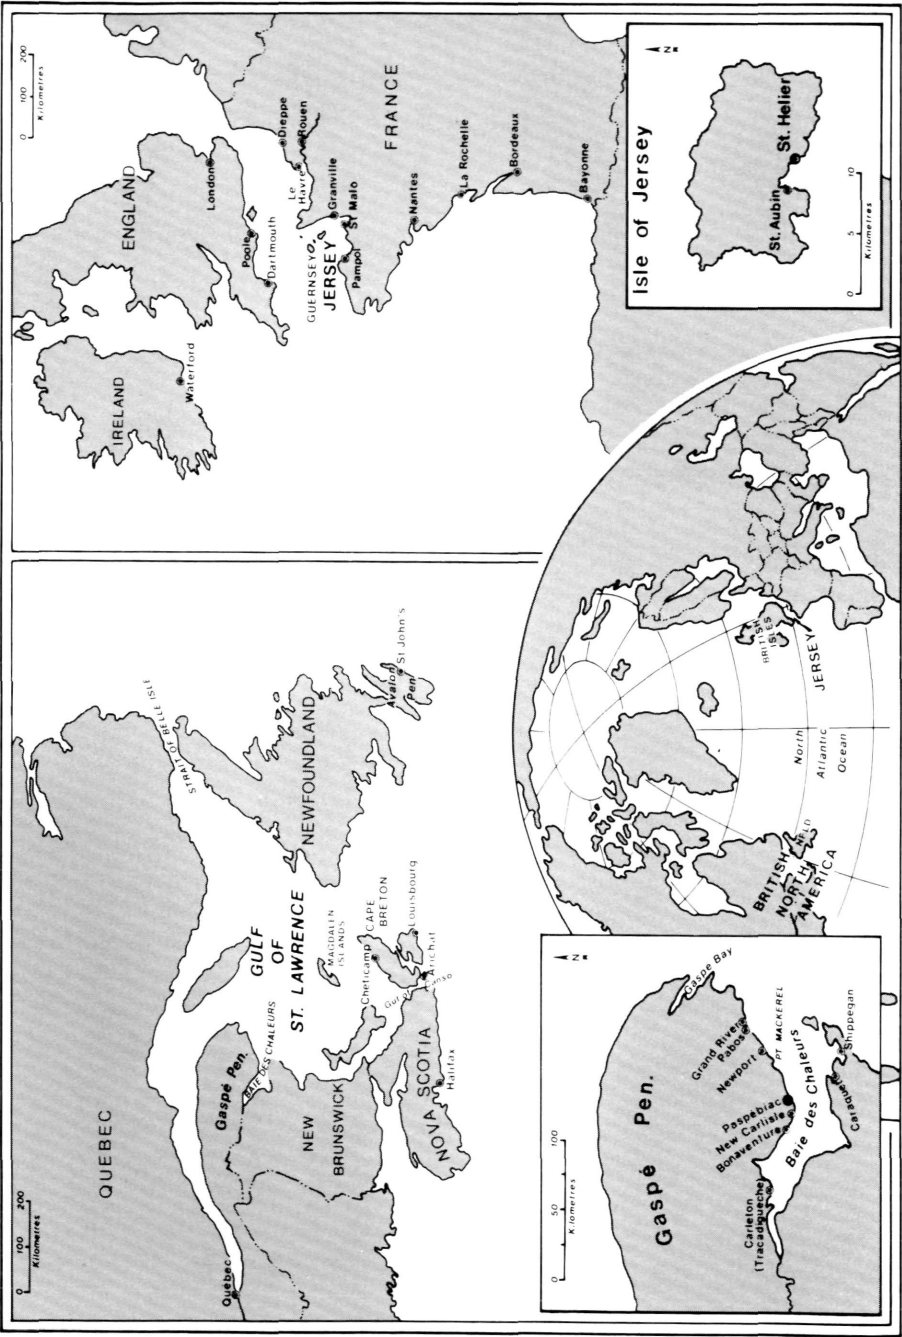 0 100 200
Kilometres
QUEBEC
STRAIT OF BELLE ISLE
Quebec
Gaspé Pen.
BAIE DES CHALEURS
GULF
OF
ST. LAWRENCE
NEWFOUNDLAND
Avalon
Pen.
St John's
NEW
BRUNSWICK
MAGDALEN
ISLANDS
CAPE
BRETON
Cheticamp
Louisbourg
Arichat
Gut of Canso
NOVA SCOTIA
Halifax
0 100 200
Kilometres
IRELAND
Waterford
ENGLAND
London
Poole
Dartmouth
GUERNSEY
JERSEY
Dieppe
Le
Havre
Rouen
Granville
St Malo
Pampol
FRANCE
Nantes
La Rochelle
Bordeaux
Bayonne
0 50 100
Kilometres
N
Gaspé Pen.
Gaspe Bay
Grand River
Pabos
Newport
PT MACKEREL
Paspébiac
New Carlisle
Bonaventure
Carleton
(Tracadigueche)
Baie des Chaleurs
Caraquet
Shippegan
BRITISH
NORTH
AMERICA
NFLD
North
Atlantic
Ocean
BRITISH
ISLES
JERSEY
Isle of Jersey
N
St. Aubin
St. Helier
0 5 10
Kilometres